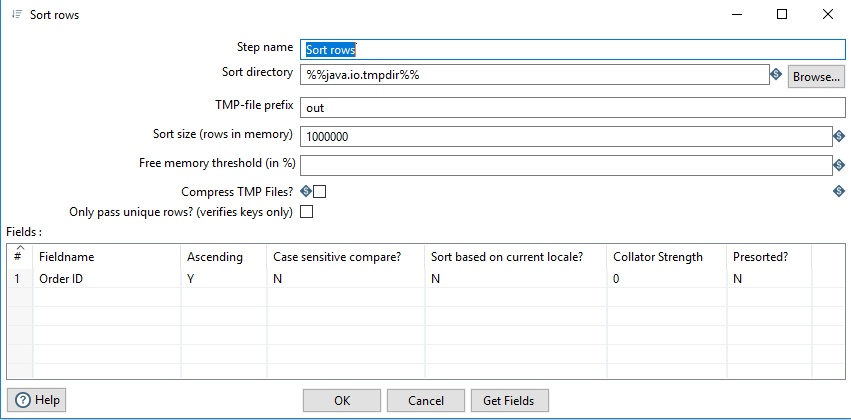 Sort rows
Step name Sort rows
Sort directory %%java.io.tmpdir%% Browse...
TMP-file prefix out
Sort size (rows in memory) 1000000
Free memory threshold (in %)
Compress TMP Files?
Only pass unique rows? (verifies keys only)
Fields :
# Fieldname Ascending Case sensitive compare? Sort based on current locale? Collator Strength Presorted?
1 Order ID Y N N 0 N
Help OK Cancel Get Fields